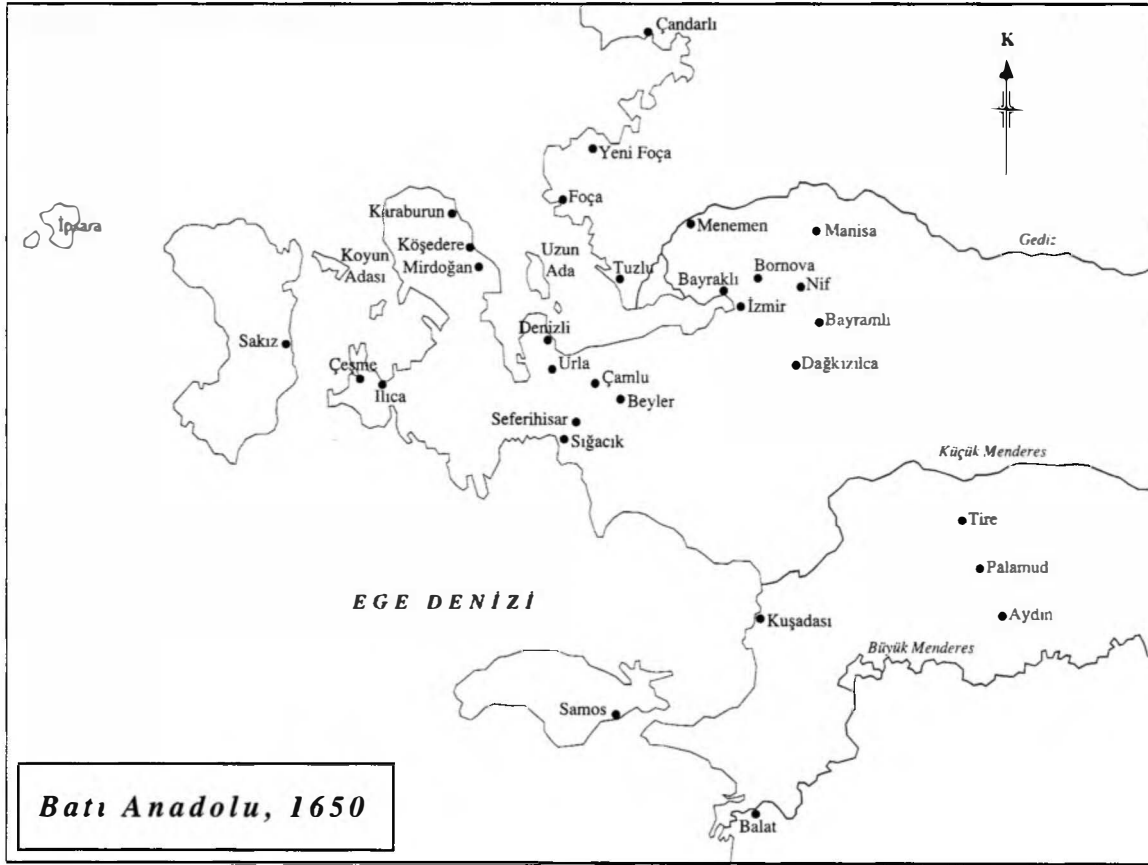 Çandarlı
K
Yeni Foça
Foça
İpsara
Karaburun
Menemen
Manisa
Gediz
Köşedere
Koyun
Adası
Mirdoğan
Uzun
Ada
Tuzlu
Bayraklı
Bornova
Nif
İzmir
Bayramlı
Sakız
Denizli
Urla
Dağkızılca
Çeşme
Ilıca
Çamlu
Beyler
Seferihisar
Sığacık
Küçük Menderes
Tire
Palamud
EGE DENİZİ
Kuşadası
Aydın
Büyük Menderes
Samos
Batı Anadolu, 1650
Balat